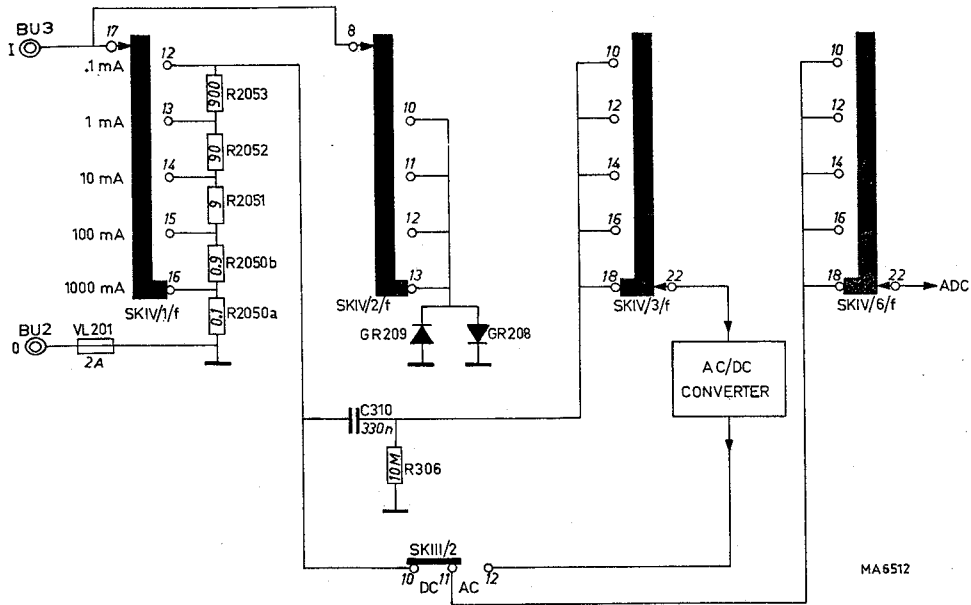 BU3
I
17
.1 mA
12
900
R2053
1 mA
13
90
R2052
10 mA
14
9
R2051
100 mA
15
0.9
R2050b
1000 mA
16
0.1
R2050a
SKIV/1/f
BU2
0
VL201
2A
8
10
11
12
13
SKIV/2/f
GR209
GR208
10
12
14
16
18
22
SKIV/3/f
10
12
14
16
18
22
ADC
SKIV/6/f
AC/DC
CONVERTER
C310
330n
10M
R306
SKIII/2
10
DC
11
AC
12
MA6512